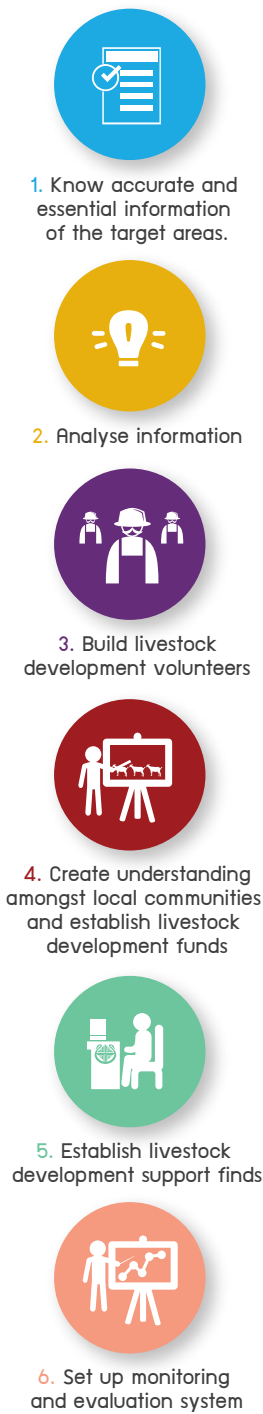 1. Know accurate and
essential information
of the target areas.
2. Analyse information
3. Build livestock
development volunteers
4. Create understanding
amongst local communities
and establish livestock
development funds
5. Establish livestock
development support finds
6. Set up monitoring
and evaluation system